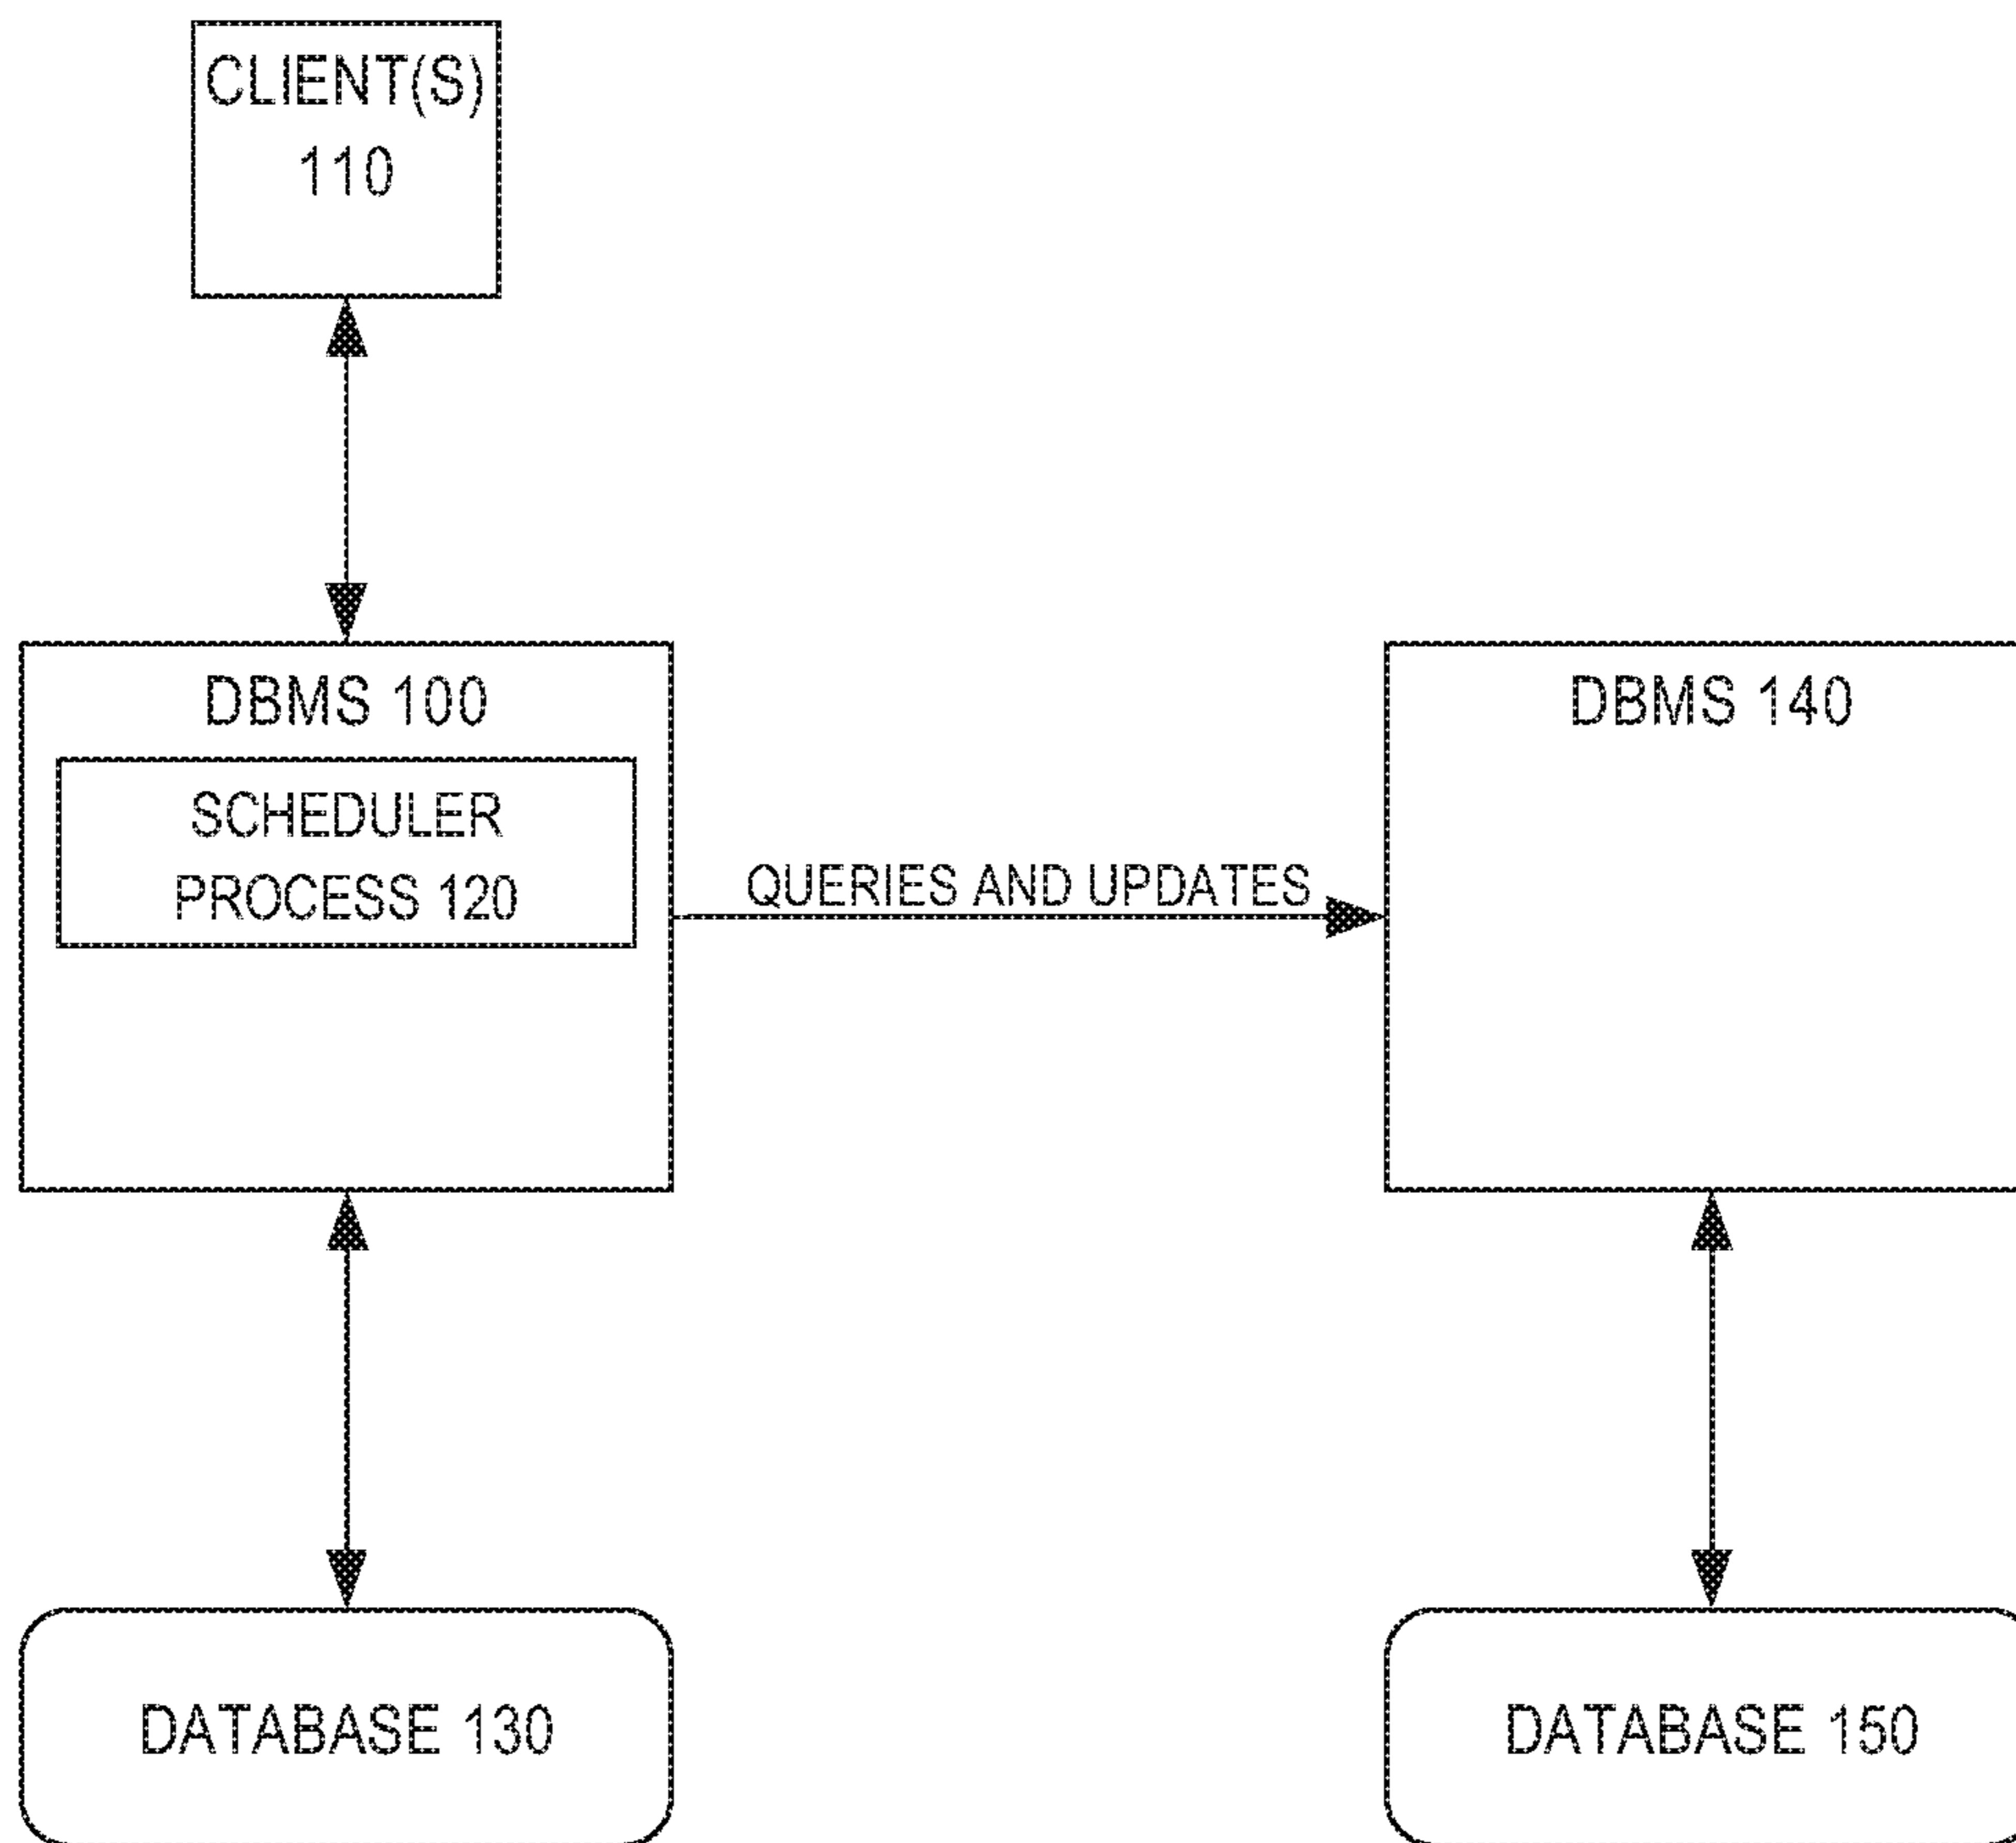 CLIENT(S)
110
DBMS 100
SCHEDULER
PROCESS 120
QUERIES AND UPDATES
DBMS 140
DATABASE 130
DATABASE 150